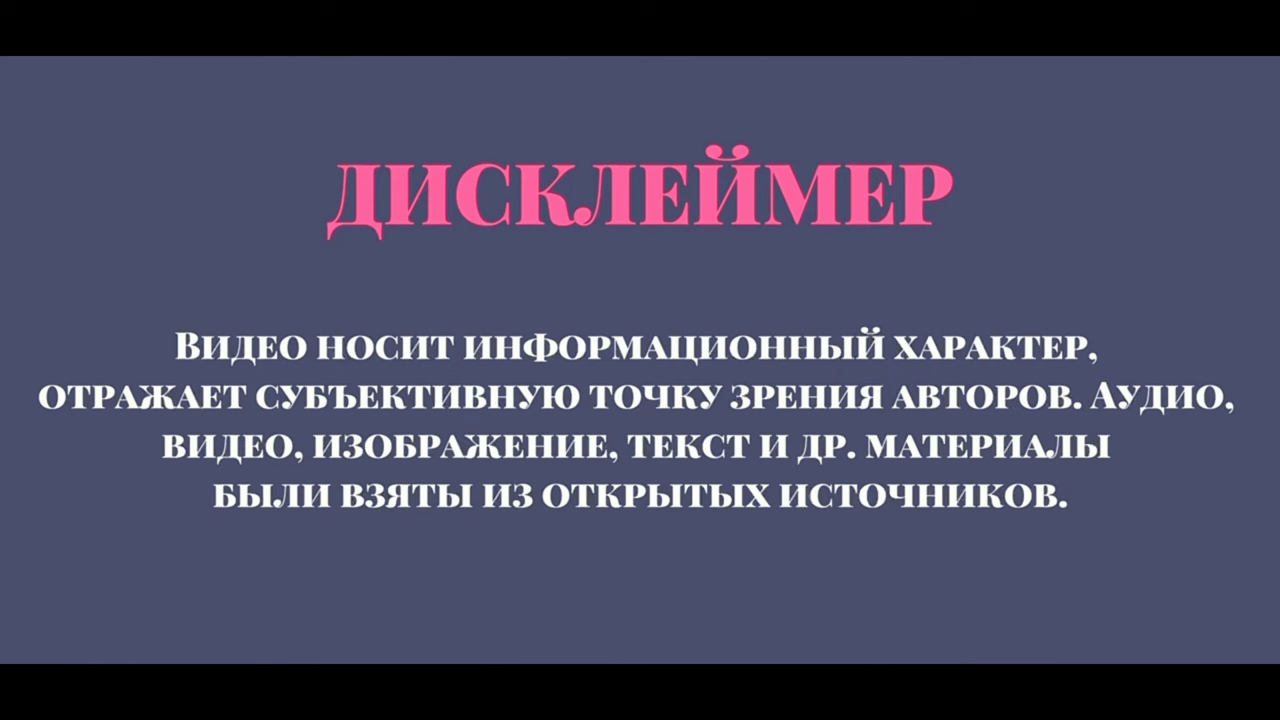 ДИСКЛЕЙМЕР
Видео носит информационный характер,
отражает субъективную точку зрения авторов. Аудио,
видео, изображение, текст и др. материалы
были взяты из открытых источников.